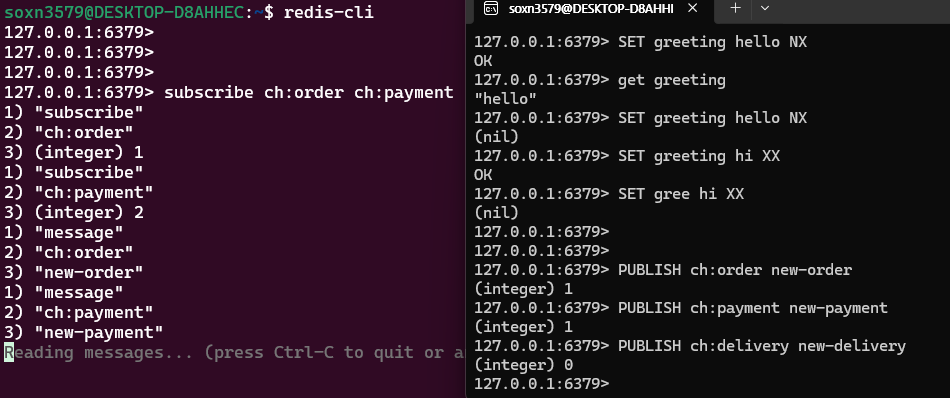 soxn3579@DESKTOP-D8AHHEC:~$ redis-cli
127.0.0.1:6379>
127.0.0.1:6379>
127.0.0.1:6379>
127.0.0.1:6379> subscribe ch:order ch:payment
1) "subscribe"
2) "ch:order"
3) (integer) 1
1) "subscribe"
2) "ch:payment"
3) (integer) 2
1) "message"
2) "ch:order"
3) "new-order"
1) "message"
2) "ch:payment"
3) "new-payment"
Reading messages... (press Ctrl-C to quit or a
soxn3579@DESKTOP-D8AHHI
127.0.0.1:6379> SET greeting hello NX
OK
127.0.0.1:6379> get greeting
"hello"
127.0.0.1:6379> SET greeting hello NX
(nil)
127.0.0.1:6379> SET greeting hi XX
OK
127.0.0.1:6379> SET gree hi XX
(nil)
127.0.0.1:6379>
127.0.0.1:6379>
127.0.0.1:6379> PUBLISH ch:order new-order
(integer) 1
127.0.0.1:6379> PUBLISH ch:payment new-payment
(integer) 1
127.0.0.1:6379> PUBLISH ch:delivery new-delivery
(integer) 0
127.0.0.1:6379>